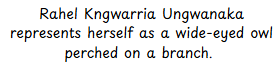 Rahel Kngwarria Ungwanaka
represents herself as a wide-eyed owl
perched on a branch.